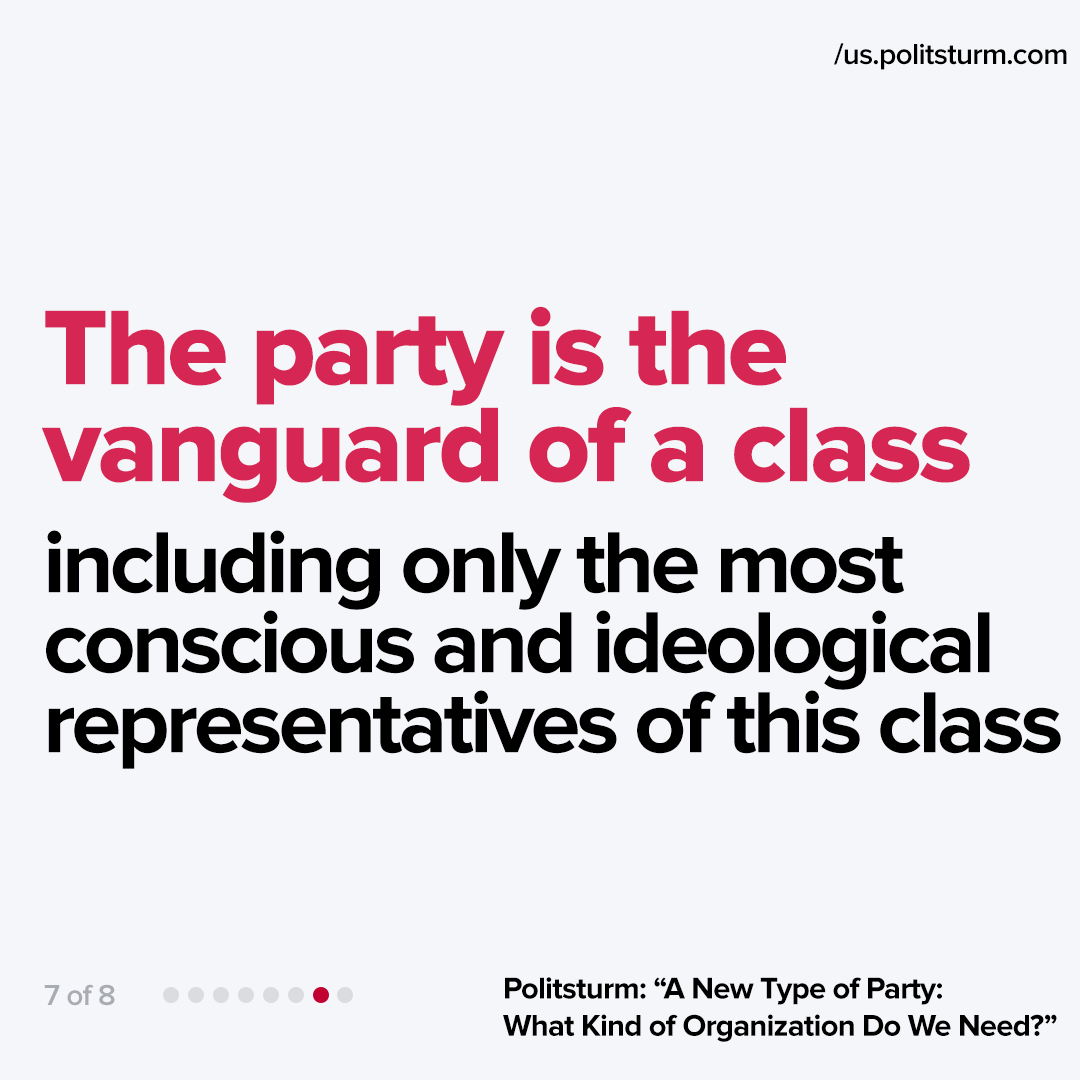 /us.politsturm.com
The party is the
vanguard of a class
including only the most
conscious and ideological
representatives of this class
7 of 8
Politsturm: “A New Type of Party:
What Kind of Organization Do We Need?”